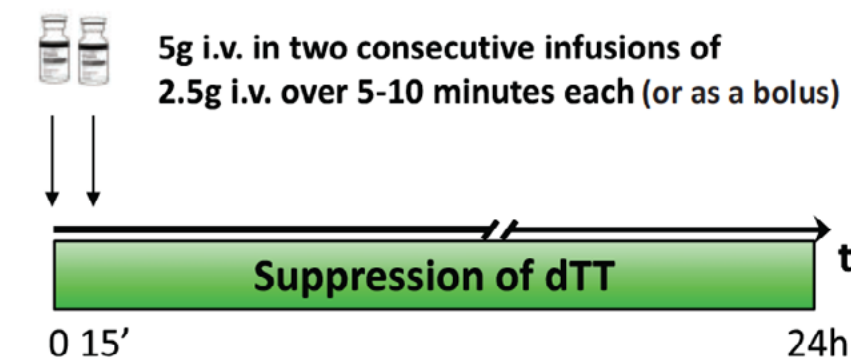 5g i.v. in two consecutive infusions of
2.5g i.v. over 5-10 minutes each (or as a bolus)
t
Suppression of dTT
0 15’
24h